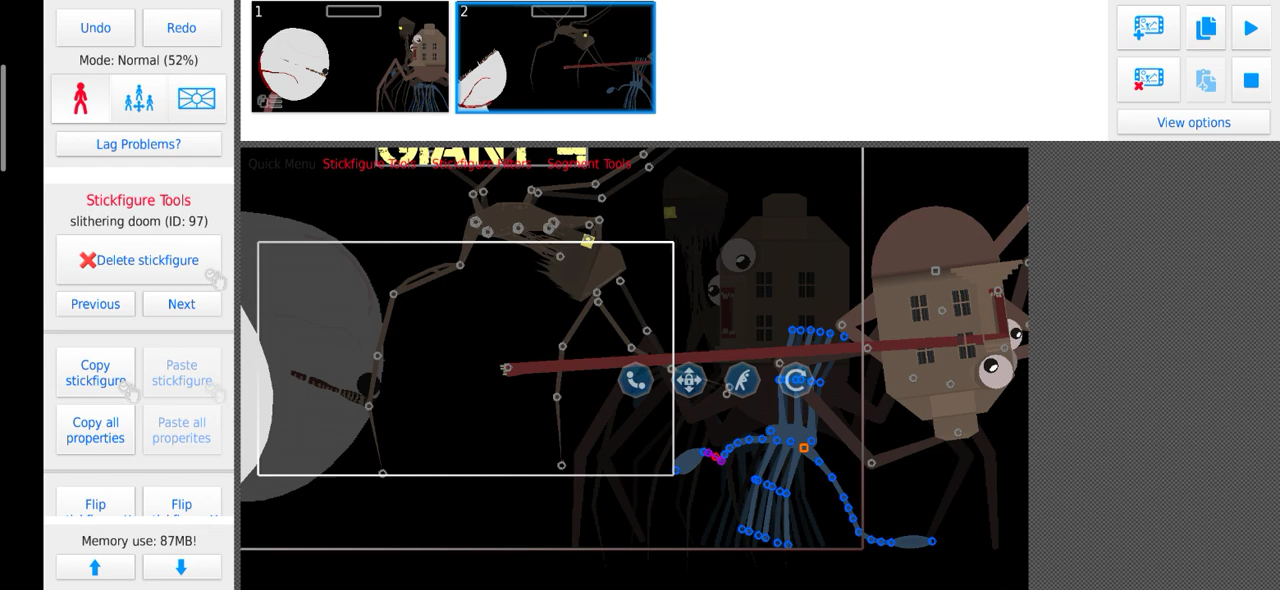 Undo
Redo
Mode: Normal (52%)
Lag Problems?
Stickfigure Tools
slithering doom (ID: 97)
❌Delete stickfigure
Previous
Next
Copy
stickfigure
Paste
stickfigure
Copy all
properties
Paste all
properites
Flip
Flip
Memory use: 87MB!
1
2
View options
Quick Menu
Stickfigure Tools
Stickfigure Filters
Segment Tools
GIANT